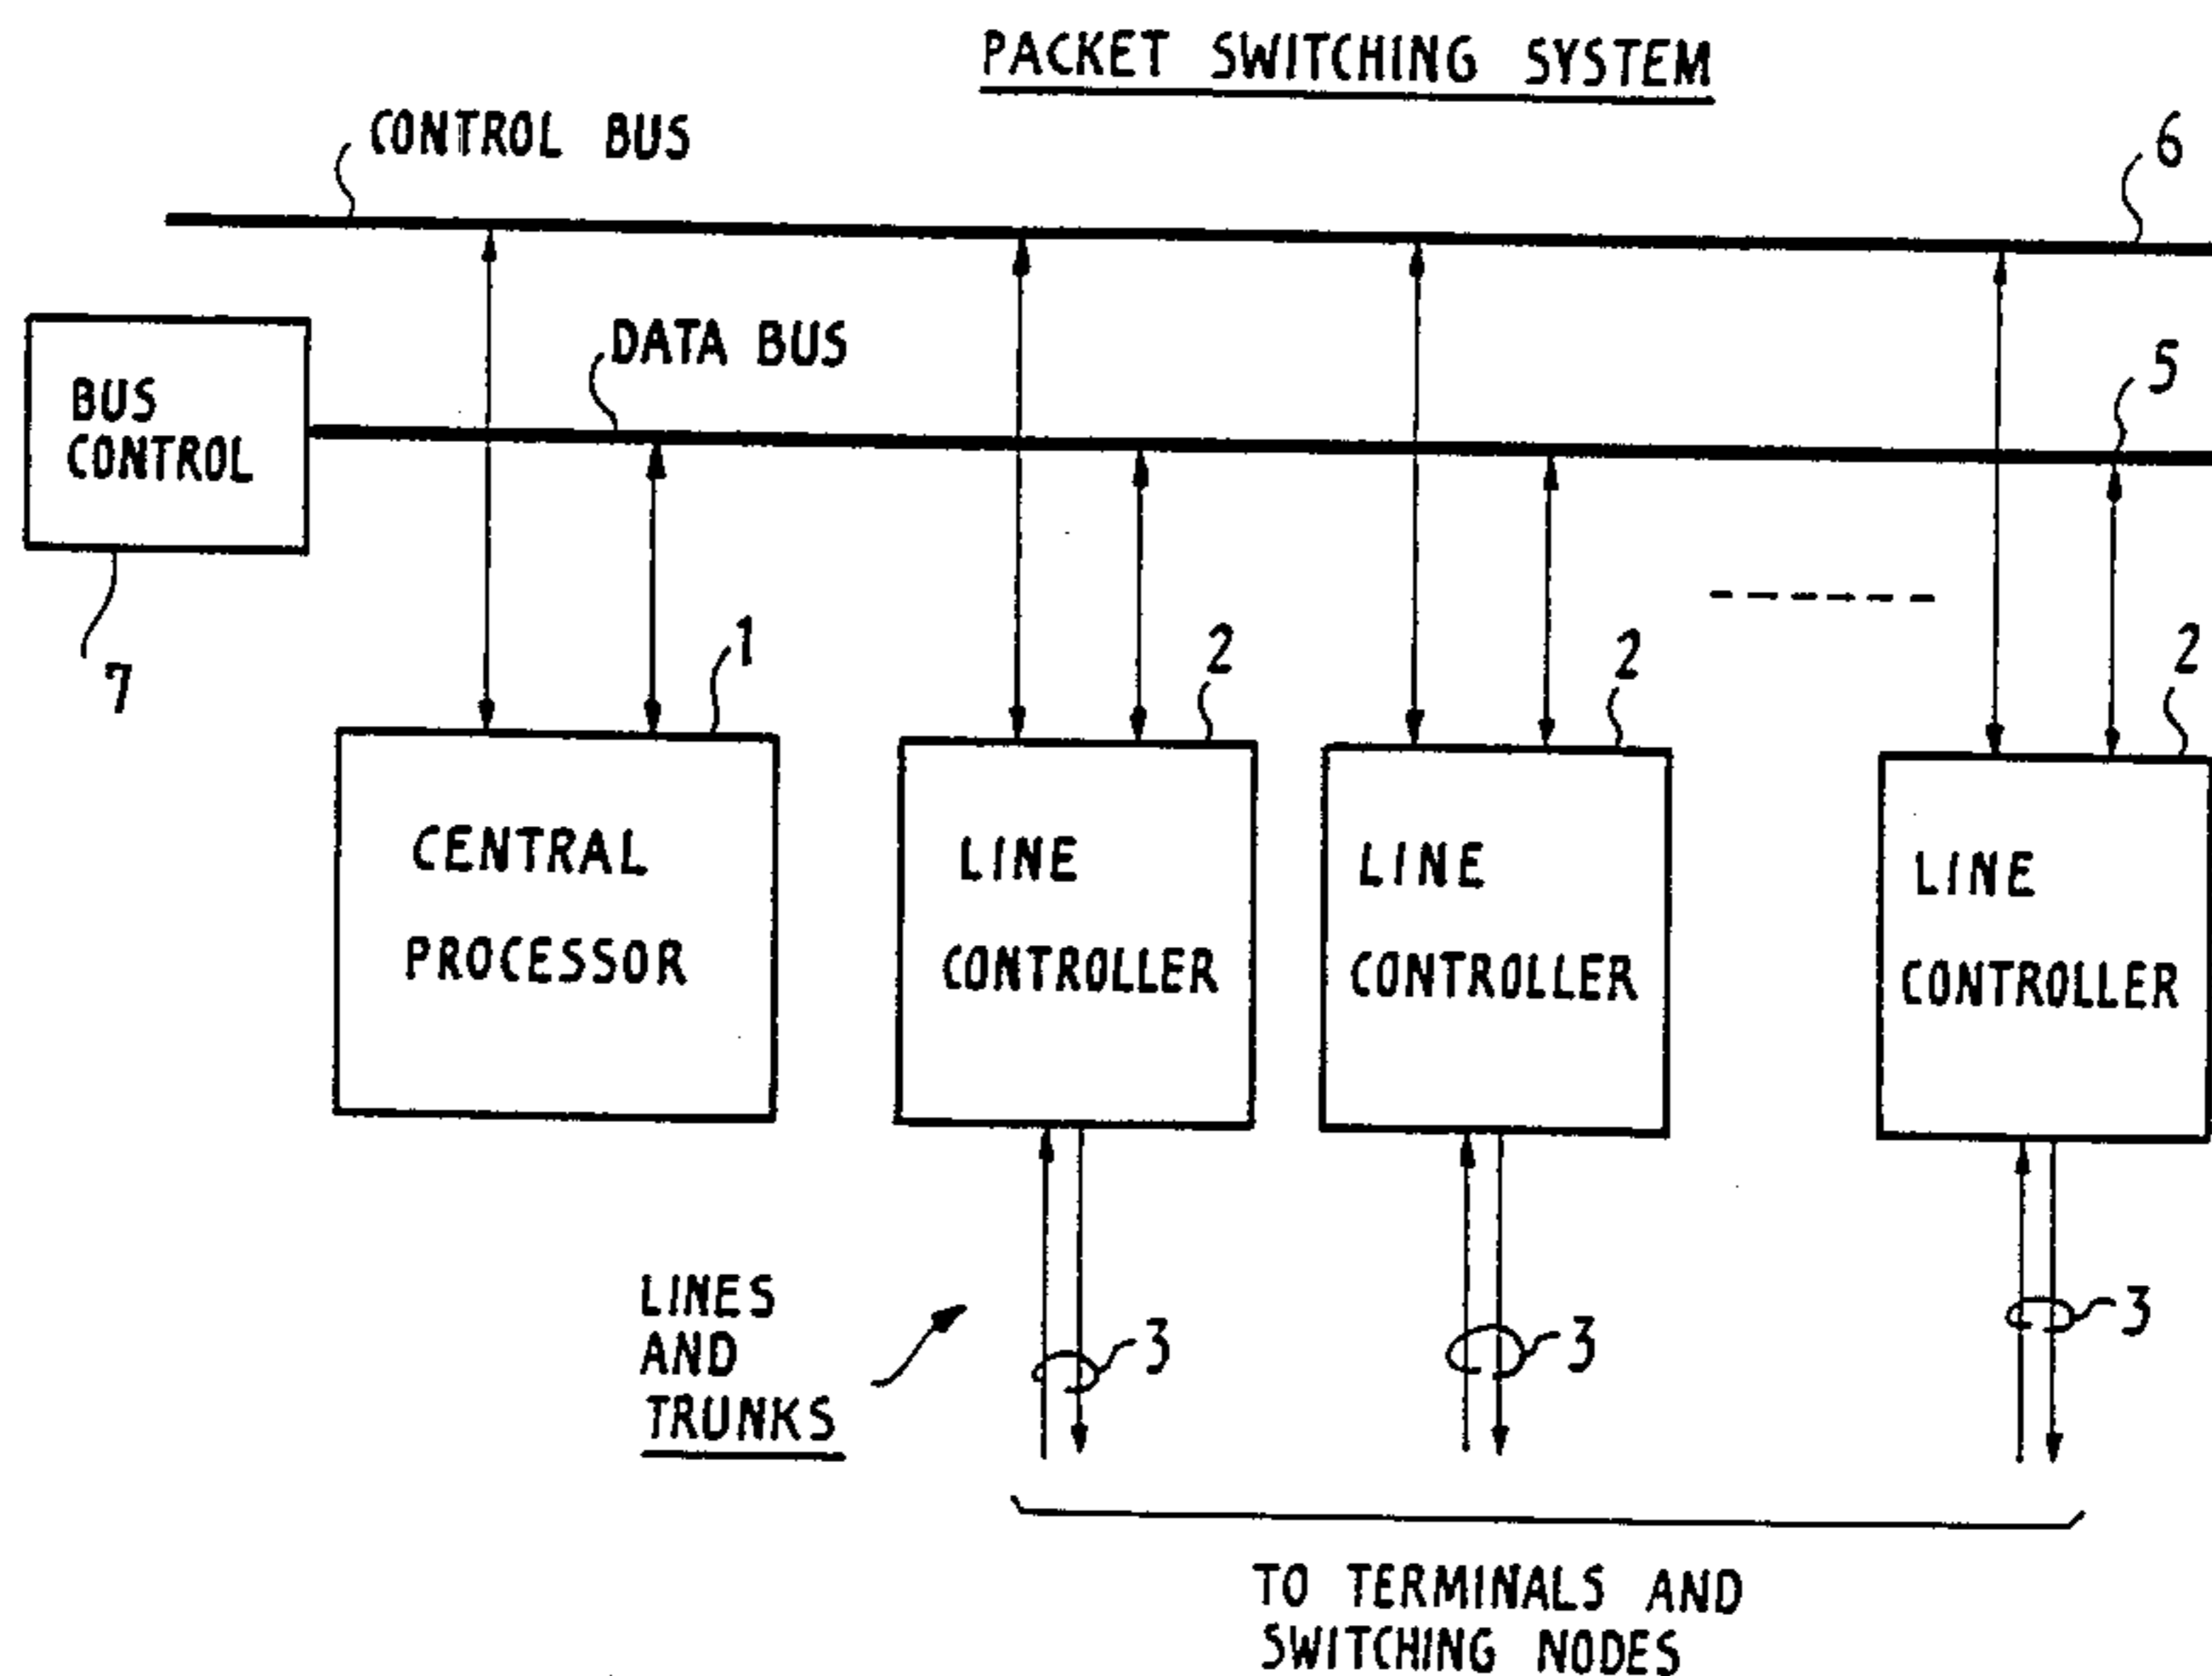 PACKET SWITCHING SYSTEM
CONTROL BUS
6
DATA BUS
5
BUS
CONTROL
7
1
2
2
2
CENTRAL
PROCESSOR
LINE
CONTROLLER
LINE
CONTROLLER
LINE
CONTROLLER
LINES
AND
TRUNKS
3
3
3
TO TERMINALS AND
SWITCHING NODES